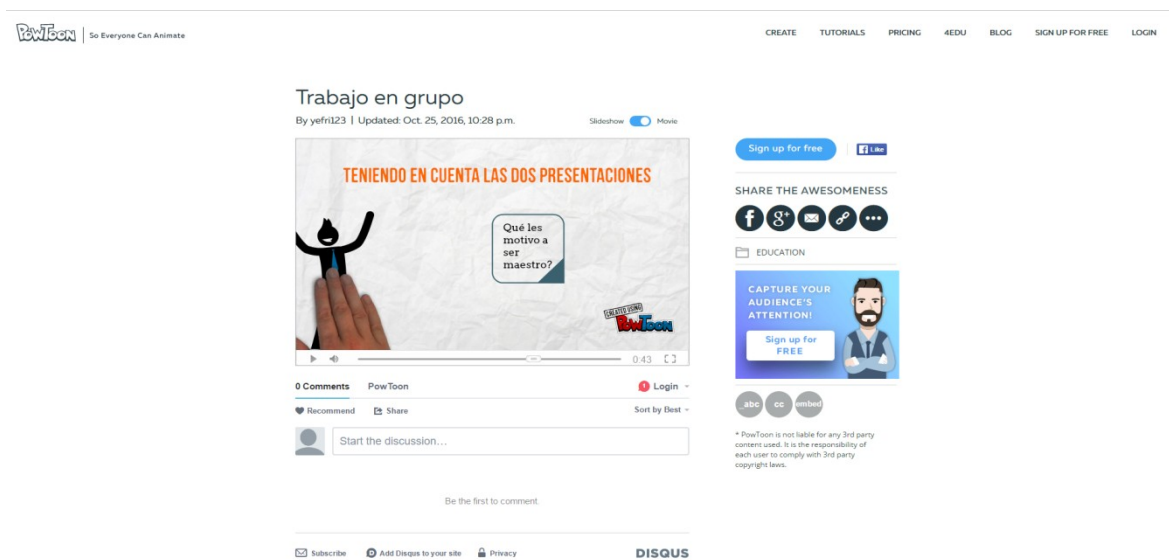 PowToon | So Everyone Can Animate
CREATE TUTORIALS PRICING 4EDU BLOG SIGN UP FOR FREE LOGIN
Trabajo en grupo
By yefri123 | Updated: Oct. 25, 2016, 10:28 p.m.
Slideshow Movie
TENIENDO EN CUENTA LAS DOS PRESENTACIONES
Qué les
motivo a
ser
maestro?
CREATED USING
PowToon
0:43
0 Comments PowToon
1 Login
Recommend Share
Sort by Best
Start the discussion...
Be the first to comment.
Subscribe Add Disqus to your site Privacy
DISQUS
Sign up for free
Like
SHARE THE AWESOMENESS
EDUCATION
CAPTURE YOUR
AUDIENCE'S
ATTENTION!
Sign up for
FREE
_abc cc embed
* PowToon is not liable for any 3rd party
content used. It is the responsibility of
each user to comply with 3rd party
copyright laws.